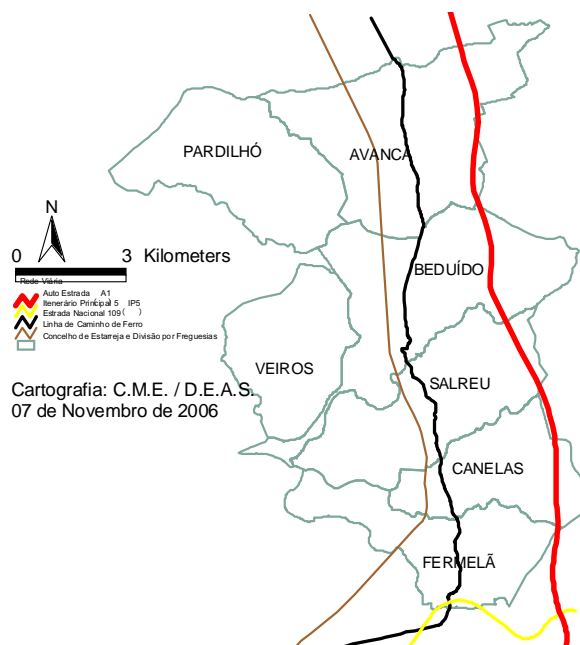 PARDILHÓ
AVANCA
N
0 3 Kilometers
BEDUÍDO
Rede Viária
Auto Estrada A1
Itenerário Principal 5 IP5
Estrada Nacional 109 ( )
Linha de Caminho de Ferro
Concelho de Estarreja e Divisão por Freguesias
VEIROS
SALREU
Cartografia: C.M.E. / D.E.A.S.
07 de Novembro de 2006
CANELAS
FERMELÃ